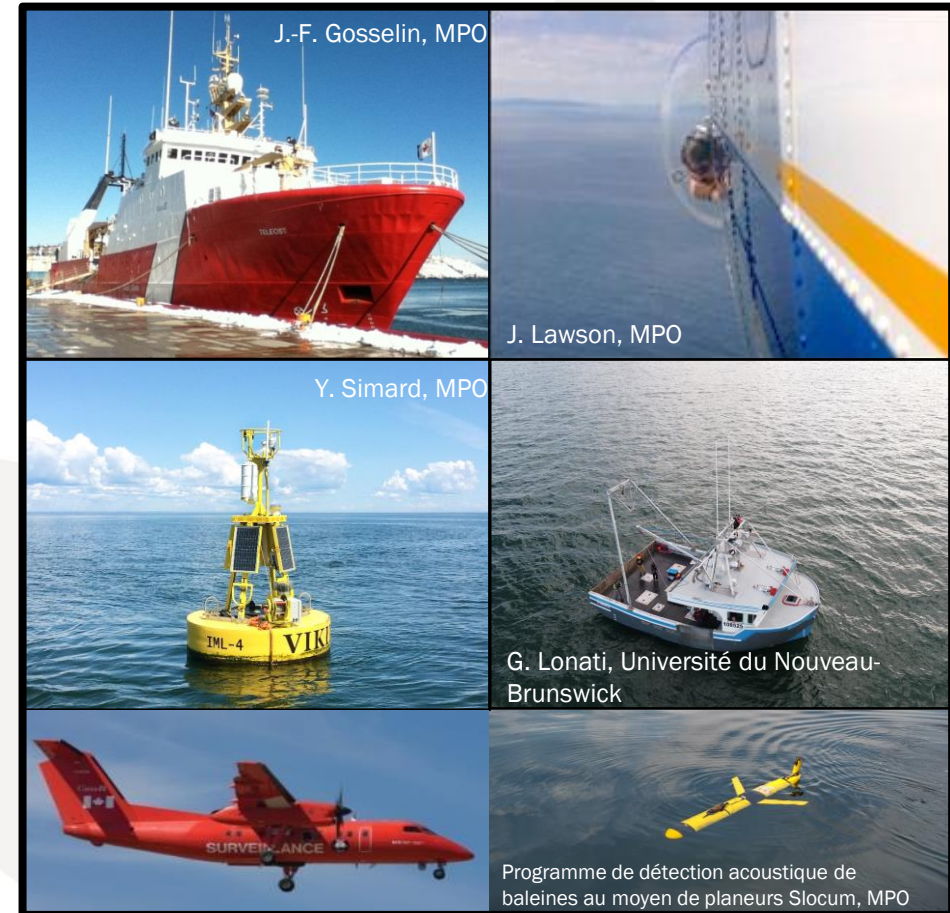 J.-F. Gosselin, MPO
TELEOST
J. Lawson, MPO
Y. Simard, MPO
IML-4
VIKI
G. Lonati, Université du Nouveau-
Brunswick
Canada
SURVEILLANCE
Programme de détection acoustique de
baleines au moyen de planeurs Slocum, MPO